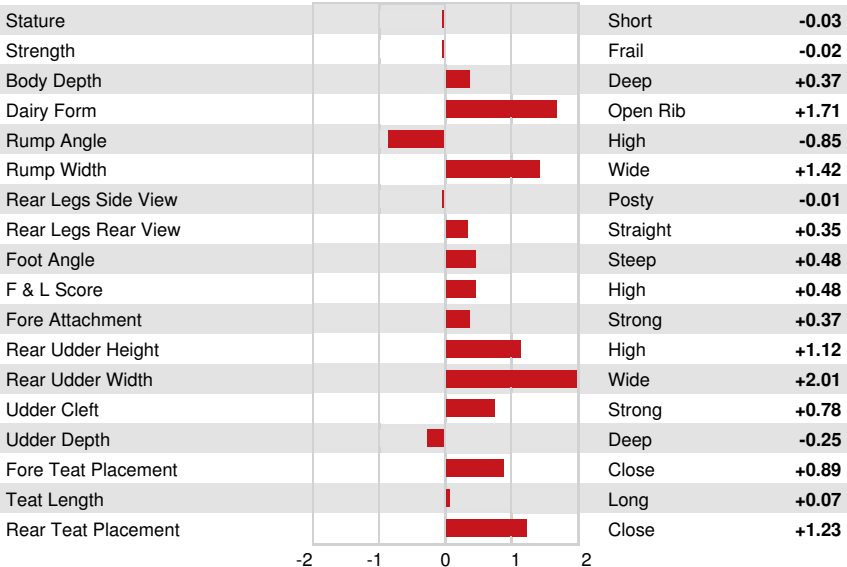 Stature Short -0.03
Strength Frail -0.02
Body Depth Deep +0.37
Dairy Form Open Rib +1.71
Rump Angle High -0.85
Rump Width Wide +1.42
Rear Legs Side View Posty -0.01
Rear Legs Rear View Straight +0.35
Foot Angle Steep +0.48
F & L Score High +0.48
Fore Attachment Strong +0.37
Rear Udder Height High +1.12
Rear Udder Width Wide +2.01
Udder Cleft Strong +0.78
Udder Depth Deep -0.25
Fore Teat Placement Close +0.89
Teat Length Long +0.07
Rear Teat Placement Close +1.23
-2 -1 0 1 2